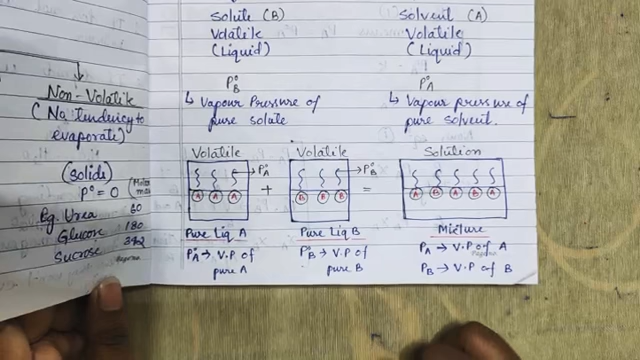 Non-Volatile
(No tendency to
evaporate)
(solids)
P° = 0
(Molar
mass
Eg. Urea 60
Glucose 180
Sucrose 342
Solute (B)
Volatile
(Liquid)
P°B
↳ Vapour Pressure of
pure solute
Solvent (A)
Volatile
(Liquid)
P°A
↳ Vapour pressure of
pure solvent.
Volatile
→P°A
A A A
Pure Liq A
P°A → V.P of
pure A
+
Volatile
→P°B
B B B
Pure Liq B
P°B → V.P of
pure B
=
Solution
A B A B A
Mixture
PA → V.P of A
PB → V.P of B